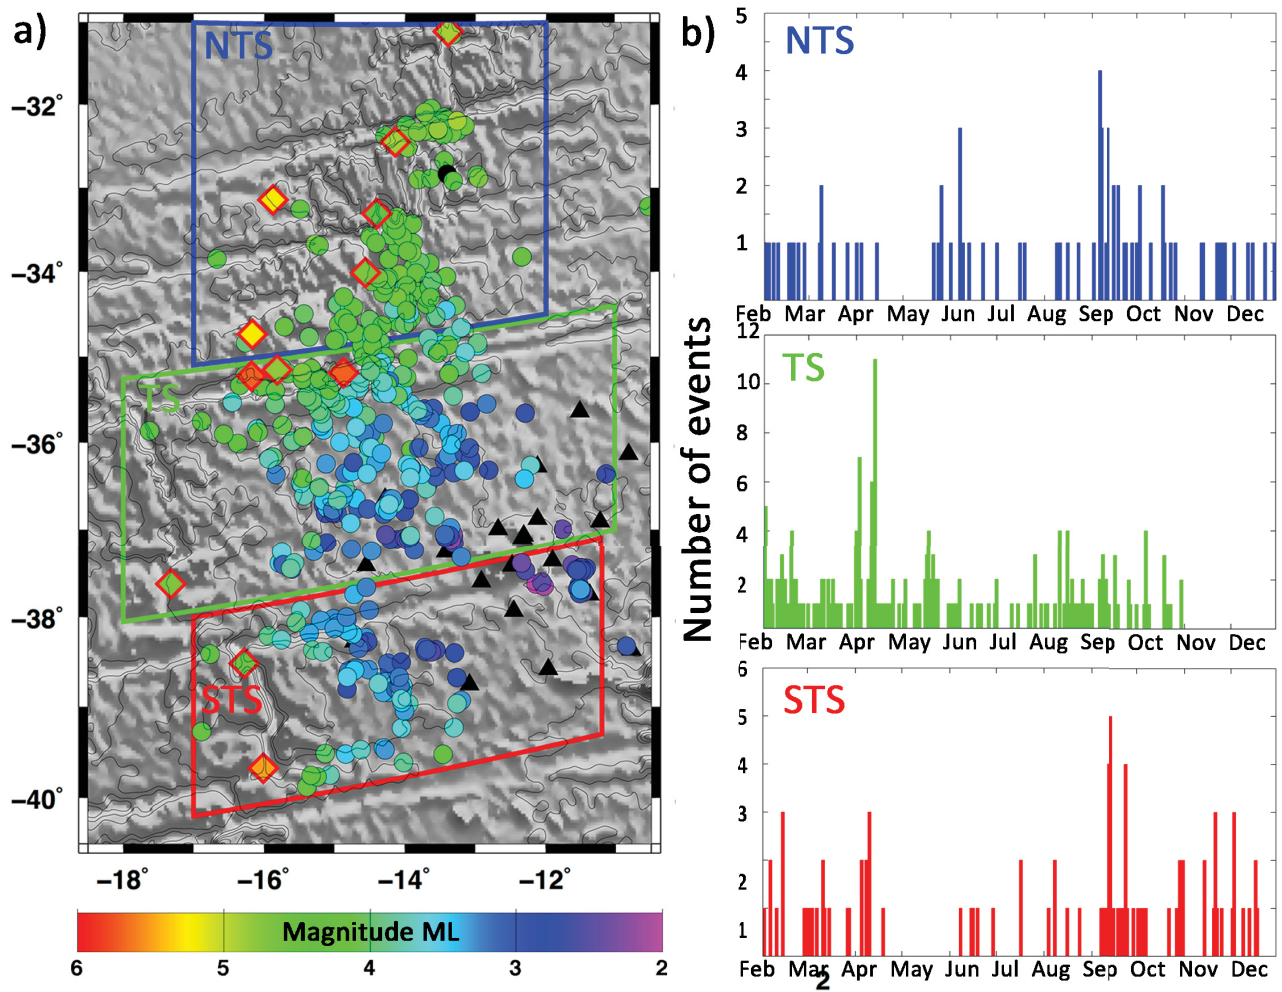 a)
NTS
TS
STS
−32°
−34°
−36°
−38°
−40°
−18°
−16°
−14°
−12°
Magnitude ML
6
5
4
3
2
b)
Number of events
NTS
5
4
3
2
1
Feb Mar Apr May Jun Jul Aug Sep Oct Nov Dec
TS
12
10
8
6
4
2
Feb Mar Apr May Jun Jul Aug Sep Oct Nov Dec
STS
6
5
4
3
2
1
Feb Mar Apr May Jun Jul Aug Sep Oct Nov Dec
2